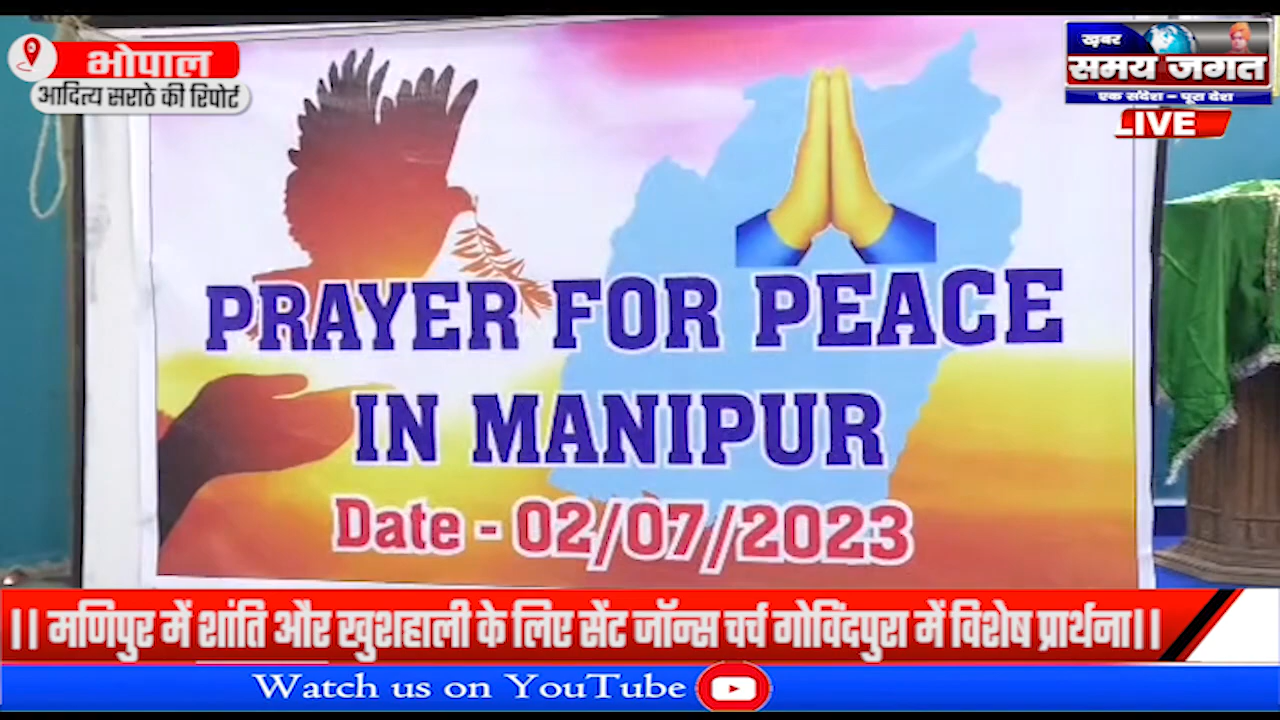 भोपाल
आदित्य सराठे की रिपोर्ट
खबर
समय जगत
एक संदेश - पूरा देश
LIVE
PRAYER FOR PEACE
IN MANIPUR
Date - 02/07/2023
|| मणिपुर में शांति और खुशहाली के लिए सेंट जॉन्स चर्च गोविंदपुरा में विशेष प्रार्थना||
Watch us on YouTube